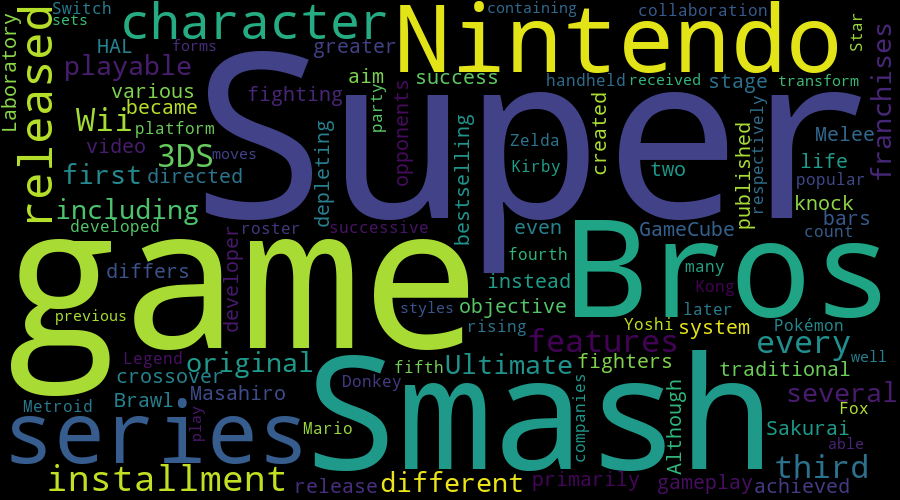 Switch
sets
character
Nintendo
containing
collaboration
Star
Laboratory
released
HAL
forms
greater
playable
aim
success
handheld
received
stage
transform
franchises
various
fighting
party
opponents
became
Super
Wii
platform
depleting
bestselling
Zelda
created
published
respectively
Melee
video
3DS
moves
Kirby
two
life
first
directed
popular
including
knock
developed
developer
roster
successive
even
GameCube
bars
count
game
Bros
differs
fourth
many
instead
Kong
previous
styles
objective
later
rising
Yoshi
system
Pokémon
features
every
Legend
original
fifth
Ultimate
fighters
well
crossover
Donkey
traditional
Masahiro
Smash
companies
Although
several
Metroid
Brawl
series
play
Mario
Fox
Sakurai
able
third
installment
release
different
primarily
gameplay
achieved